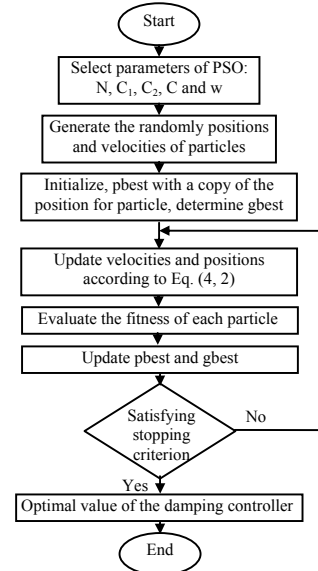 Start
Select parameters of PSO:
N, C₁, C₂, C and w
Generate the randomly positions
and velocities of particles
Initialize, pbest with a copy of the
position for particle, determine gbest
Update velocities and positions
according to Eq. (4, 2)
Evaluate the fitness of each particle
Update pbest and gbest
Satisfying
stopping
criterion
No
Yes
Optimal value of the damping controller
End